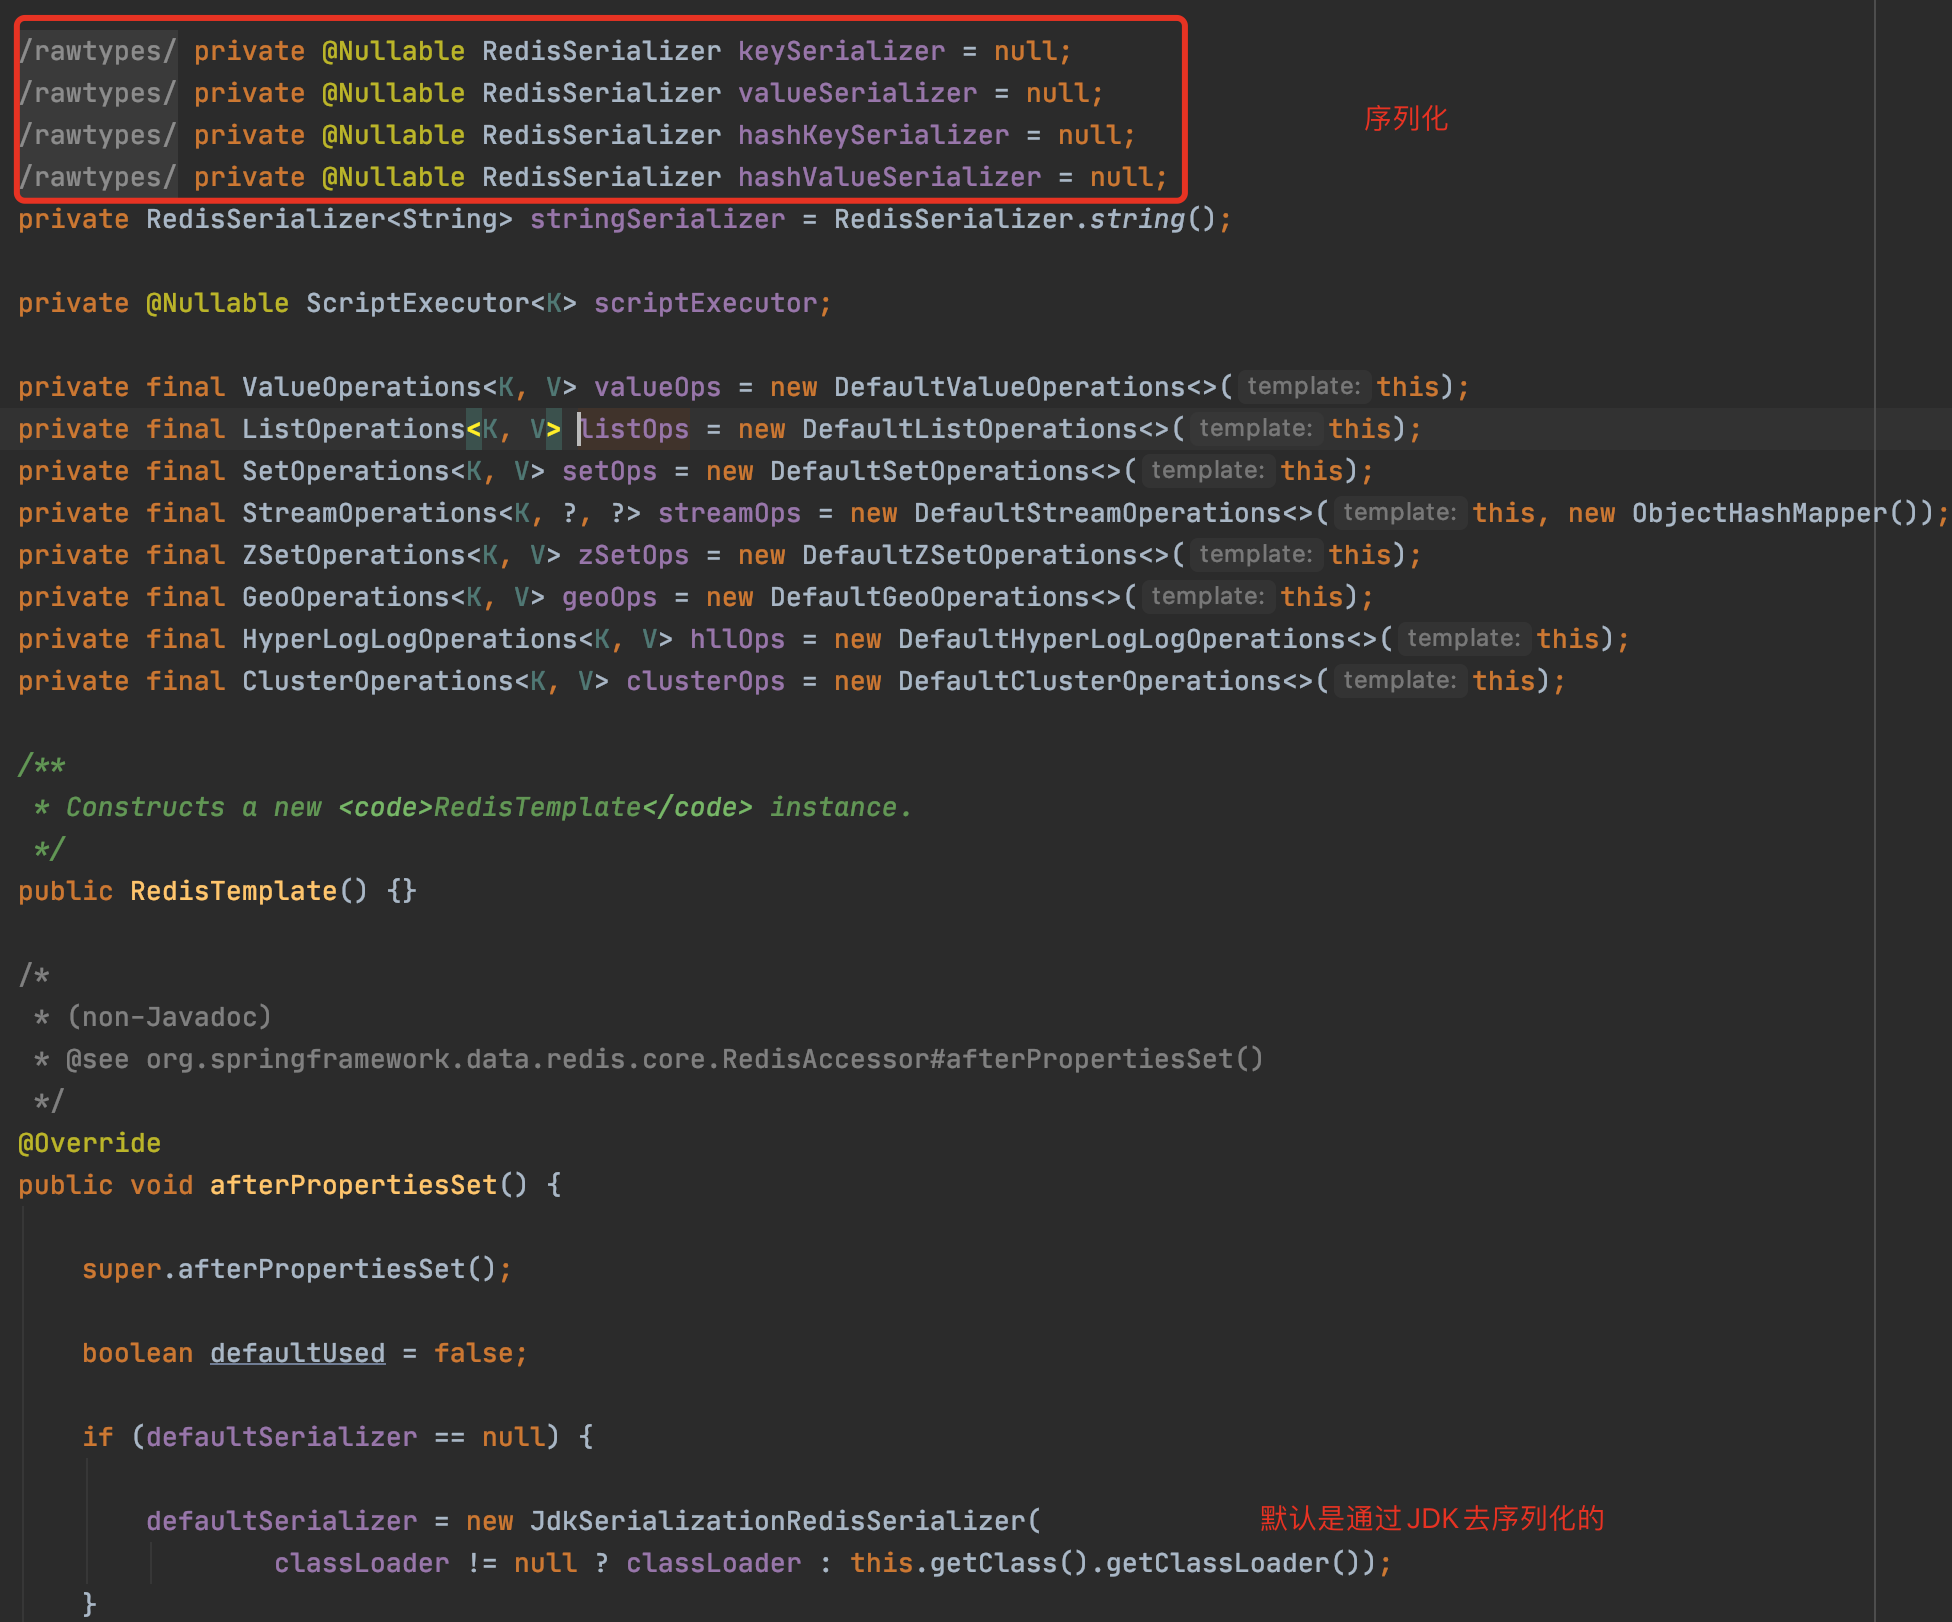 /rawtypes/ private @Nullable RedisSerializer keySerializer = null;
/rawtypes/ private @Nullable RedisSerializer valueSerializer = null;
序列化
/rawtypes/ private @Nullable RedisSerializer hashKeySerializer = null;
/rawtypes/ private @Nullable RedisSerializer hashValueSerializer = null;
private RedisSerializer<String> stringSerializer = RedisSerializer.string();
private @Nullable ScriptExecutor<K> scriptExecutor;
private final ValueOperations<K, V> valueOps = new DefaultValueOperations<>( template: this);
private final ListOperations<K, V> listOps = new DefaultListOperations<>( template: this);
private final SetOperations<K, V> setOps = new DefaultSetOperations<>( template: this);
private final StreamOperations<K, ?, ?> streamOps = new DefaultStreamOperations<>( template: this, new ObjectHashMapper());
private final ZSetOperations<K, V> zSetOps = new DefaultZSetOperations<>( template: this);
private final GeoOperations<K, V> geoOps = new DefaultGeoOperations<>( template: this);
private final HyperLogLogOperations<K, V> hllOps = new DefaultHyperLogLogOperations<>( template: this);
private final ClusterOperations<K, V> clusterOps = new DefaultClusterOperations<>( template: this);
/**
 * Constructs a new <code>RedisTemplate</code> instance.
 */
public RedisTemplate() {}
/*
 * (non-Javadoc)
 * @see org.springframework.data.redis.core.RedisAccessor#afterPropertiesSet()
 */
@Override
public void afterPropertiesSet() {
super.afterPropertiesSet();
boolean defaultUsed = false;
if (defaultSerializer == null) {
defaultSerializer = new JdkSerializationRedisSerializer(
默认是通过JDK去序列化的
classLoader != null ? classLoader : this.getClass().getClassLoader());
}